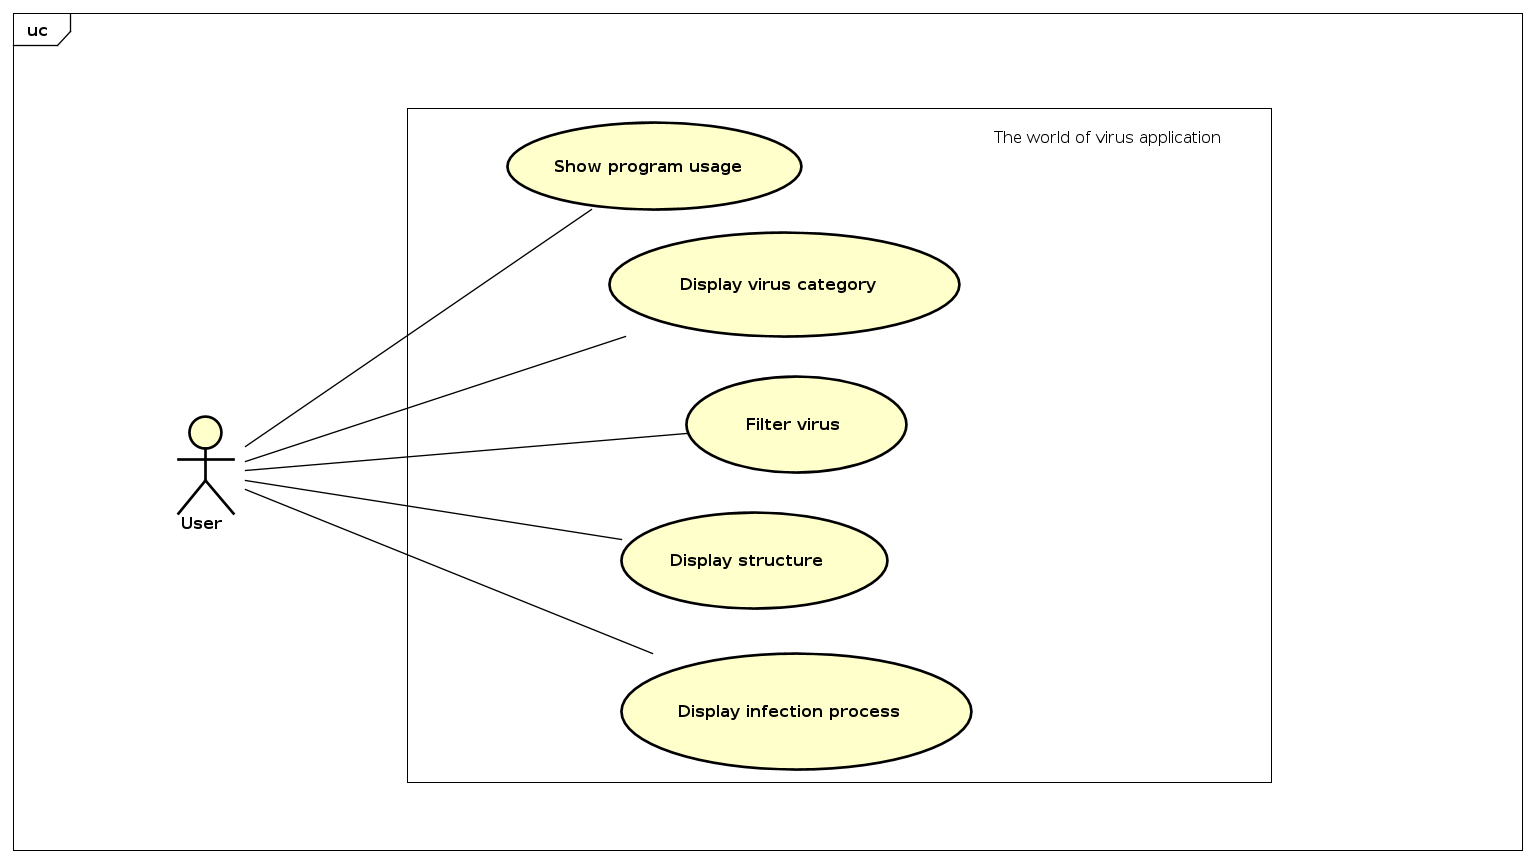 uc
The world of virus application
Show program usage
Display virus category
Filter virus
User
Display structure
Display infection process